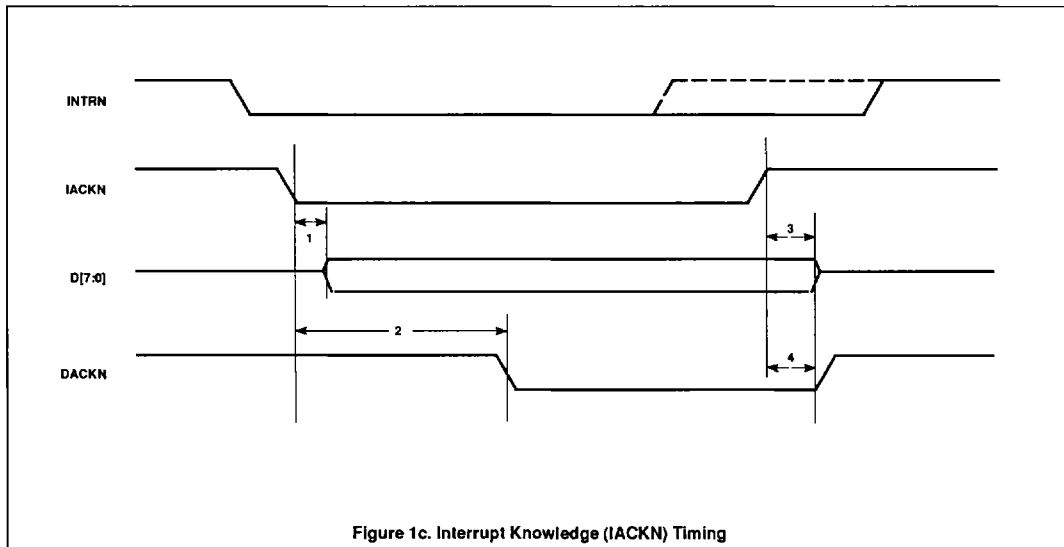 INTRN
IACKN
1
3
D[7:0]
2
4
DACKN
Figure 1c. Interrupt Knowledge (IACKN) Timing